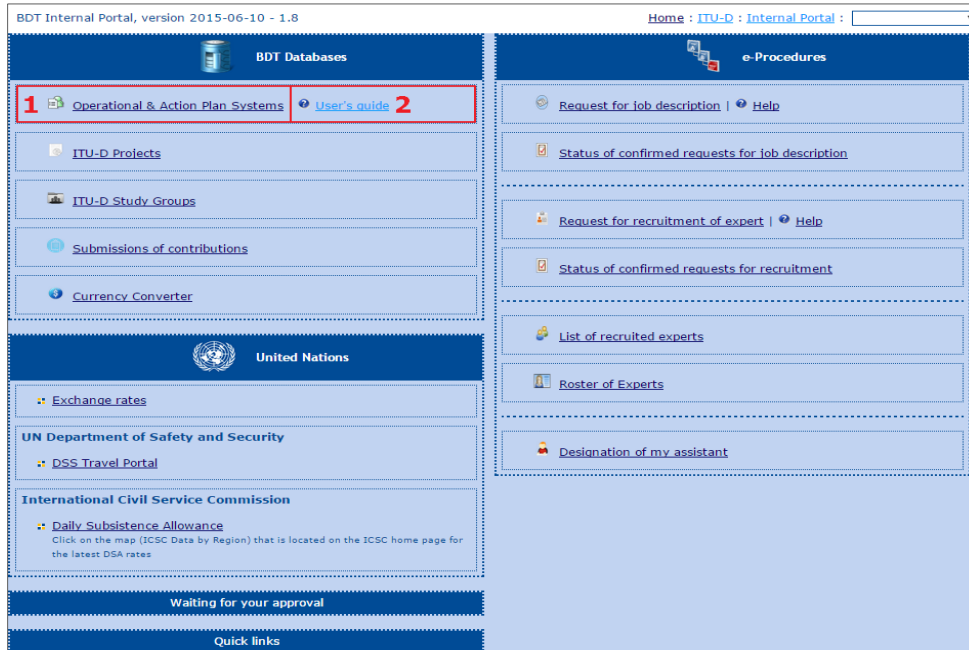 BDT Internal Portal, version 2015-06-10 - 1.8
Home : ITU-D : Internal Portal :
BDT Databases
1 Operational & Action Plan Systems User's guide 2
ITU-D Projects
ITU-D Study Groups
Submissions of contributions
Currency Converter
United Nations
Exchange rates
UN Department of Safety and Security
DSS Travel Portal
International Civil Service Commission
Daily Subsistence Allowance
Click on the map (ICSC Data by Region) that is located on the ICSC home page for
the latest DSA rates
Waiting for your approval
Quick links
e-Procedures
Request for job description | Help
Status of confirmed requests for job description
Request for recruitment of expert | Help
Status of confirmed requests for recruitment
List of recruited experts
Roster of Experts
Designation of my assistant